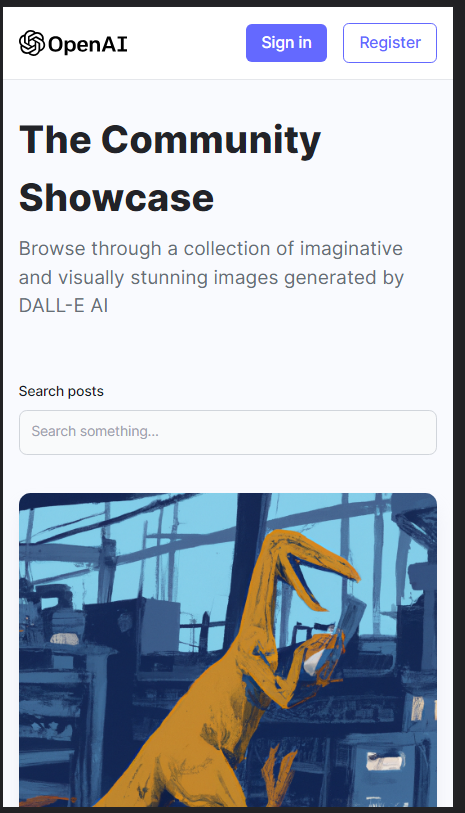 OpenAI
Sign in
Register
The Community
Showcase
Browse through a collection of imaginative
and visually stunning images generated by
DALL-E AI
Search posts
Search something...